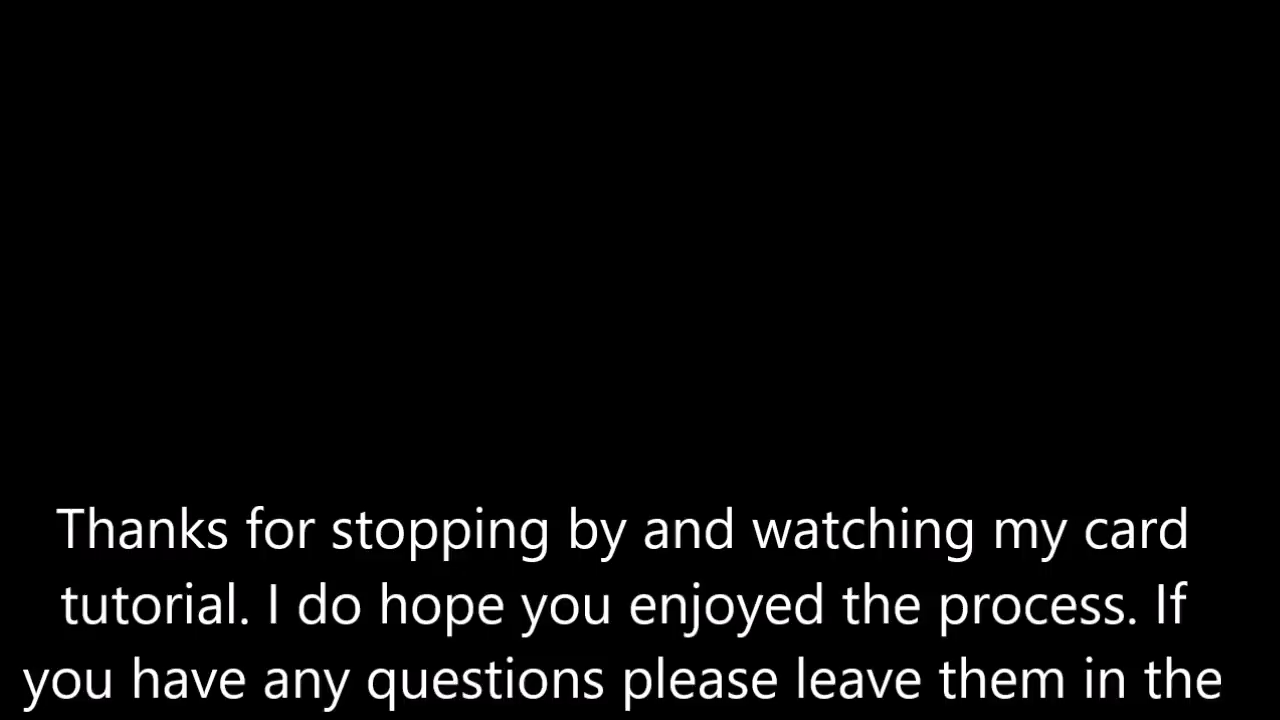 Thanks for stopping by and watching my card
tutorial. I do hope you enjoyed the process. If
you have any questions please leave them in the